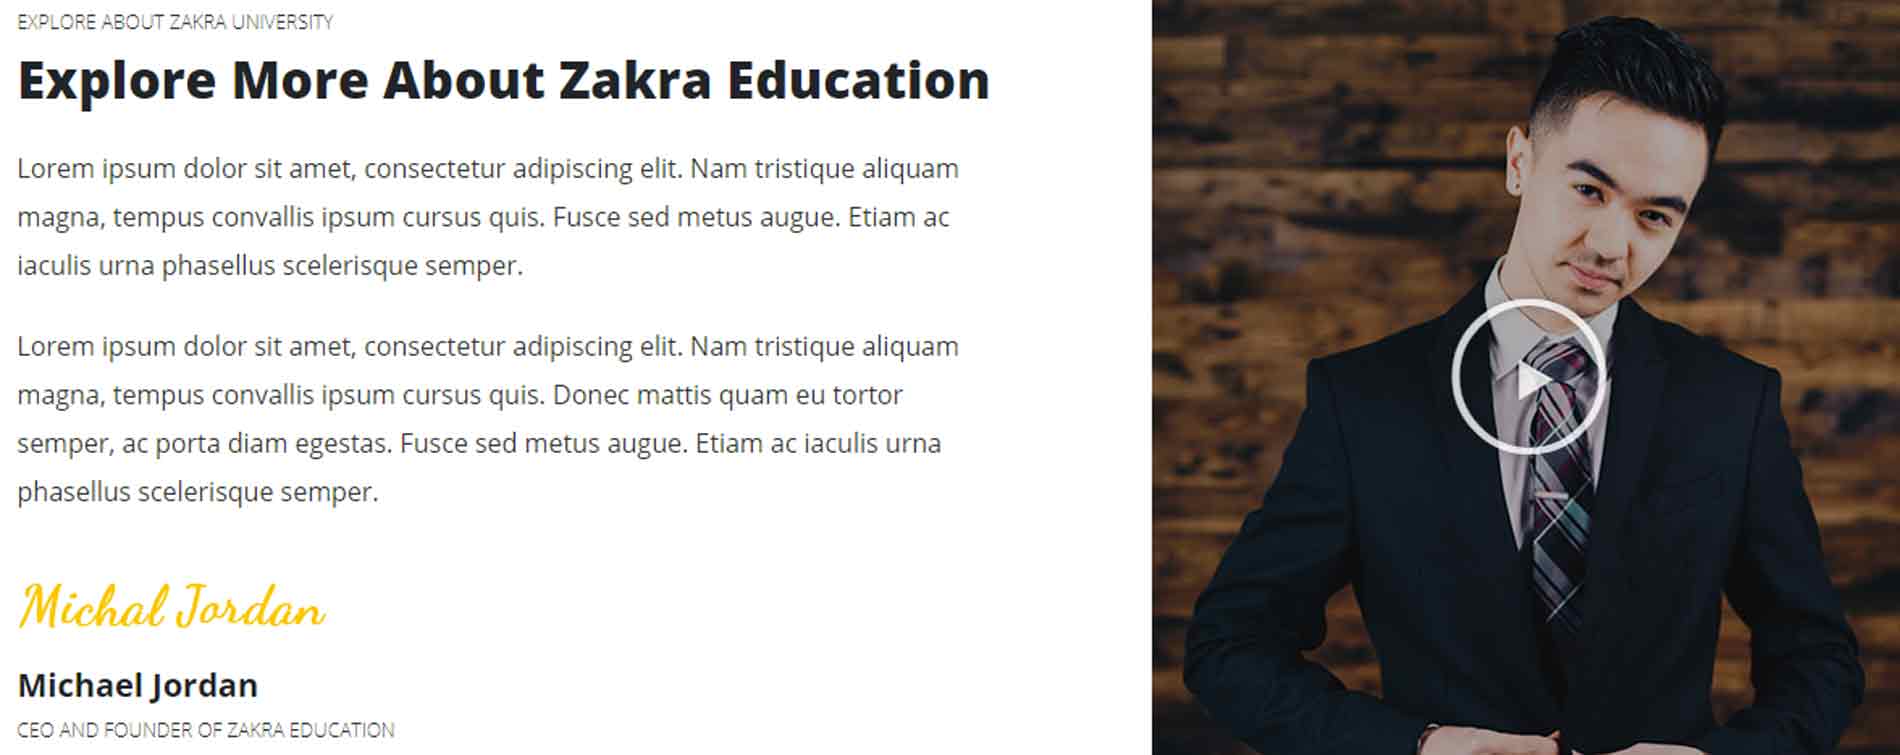 EXPLORE ABOUT ZAKRA UNIVERSITY
Explore More About Zakra Education
Lorem ipsum dolor sit amet, consectetur adipiscing elit. Nam tristique aliquam
magna, tempus convallis ipsum cursus quis. Fusce sed metus augue. Etiam ac
iaculis urna phasellus scelerisque semper.
Lorem ipsum dolor sit amet, consectetur adipiscing elit. Nam tristique aliquam
magna, tempus convallis ipsum cursus quis. Donec mattis quam eu tortor
semper, ac porta diam egestas. Fusce sed metus augue. Etiam ac iaculis urna
phasellus scelerisque semper.
Michal Jordan
Michael Jordan
CEO AND FOUNDER OF ZAKRA EDUCATION